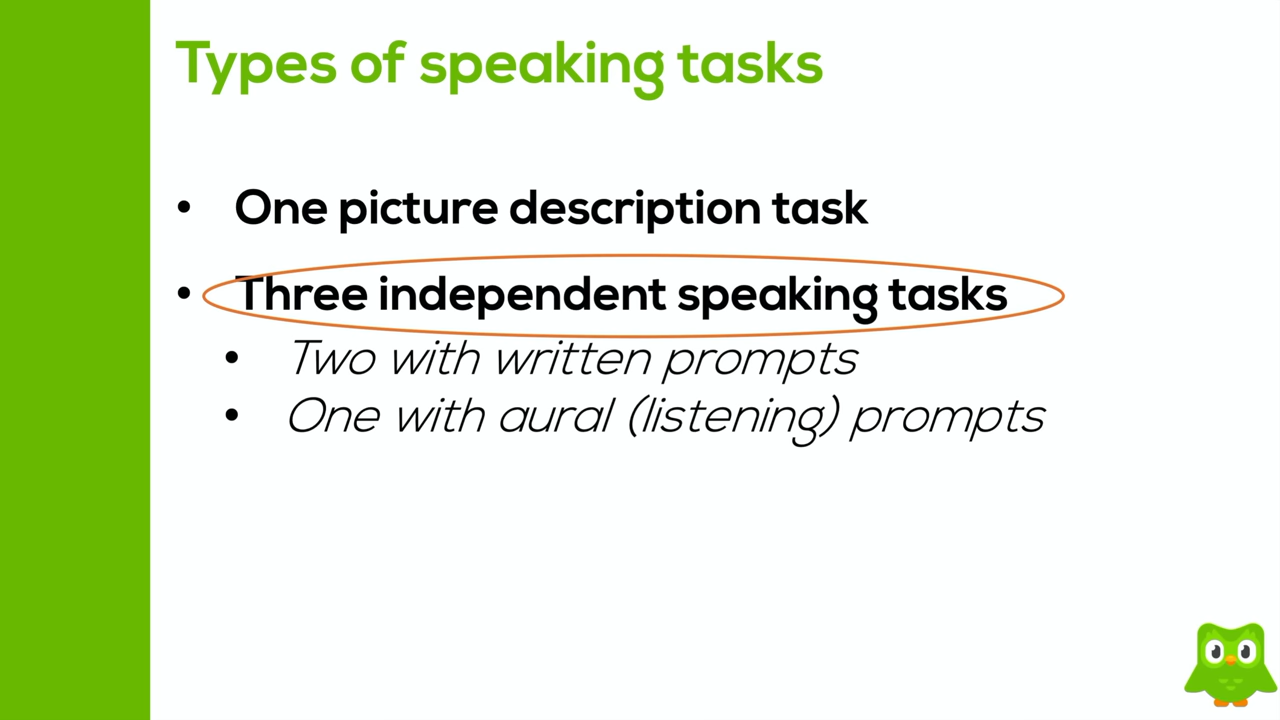 Types of speaking tasks
• One picture description task
• Three independent speaking tasks
• Two with written prompts
• One with aural (listening) prompts